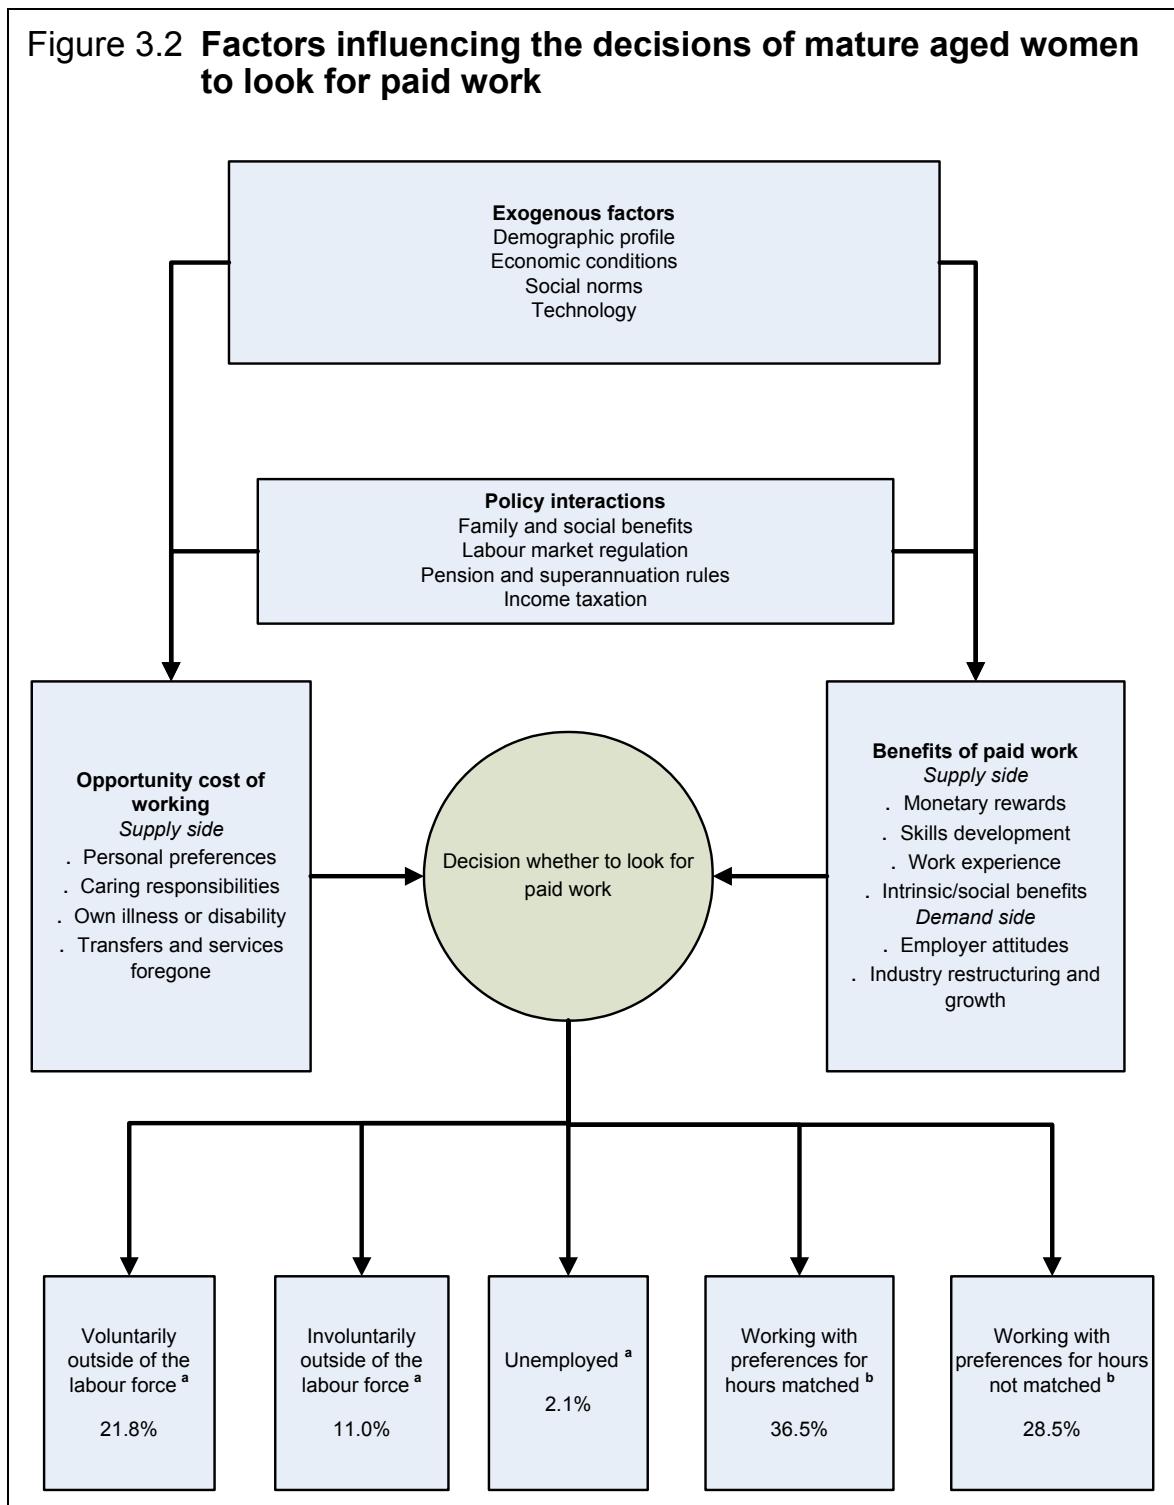 Figure 3.2 Factors influencing the decisions of mature aged women
to look for paid work
Exogenous factors
Demographic profile
Economic conditions
Social norms
Technology
Policy interactions
Family and social benefits
Labour market regulation
Pension and superannuation rules
Income taxation
Opportunity cost of
working
Supply side
. Personal preferences
. Caring responsibilities
. Own illness or disability
. Transfers and services
foregone
Decision whether to look for
paid work
Benefits of paid work
Supply side
. Monetary rewards
. Skills development
. Work experience
. Intrinsic/social benefits
Demand side
. Employer attitudes
. Industry restructuring and
growth
Voluntarily
outside of the
labour force a
21.8%
Involuntarily
outside of the
labour force a
11.0%
Unemployed a
2.1%
Working with
preferences for
hours matched b
36.5%
Working with
preferences for hours
not matched b
28.5%